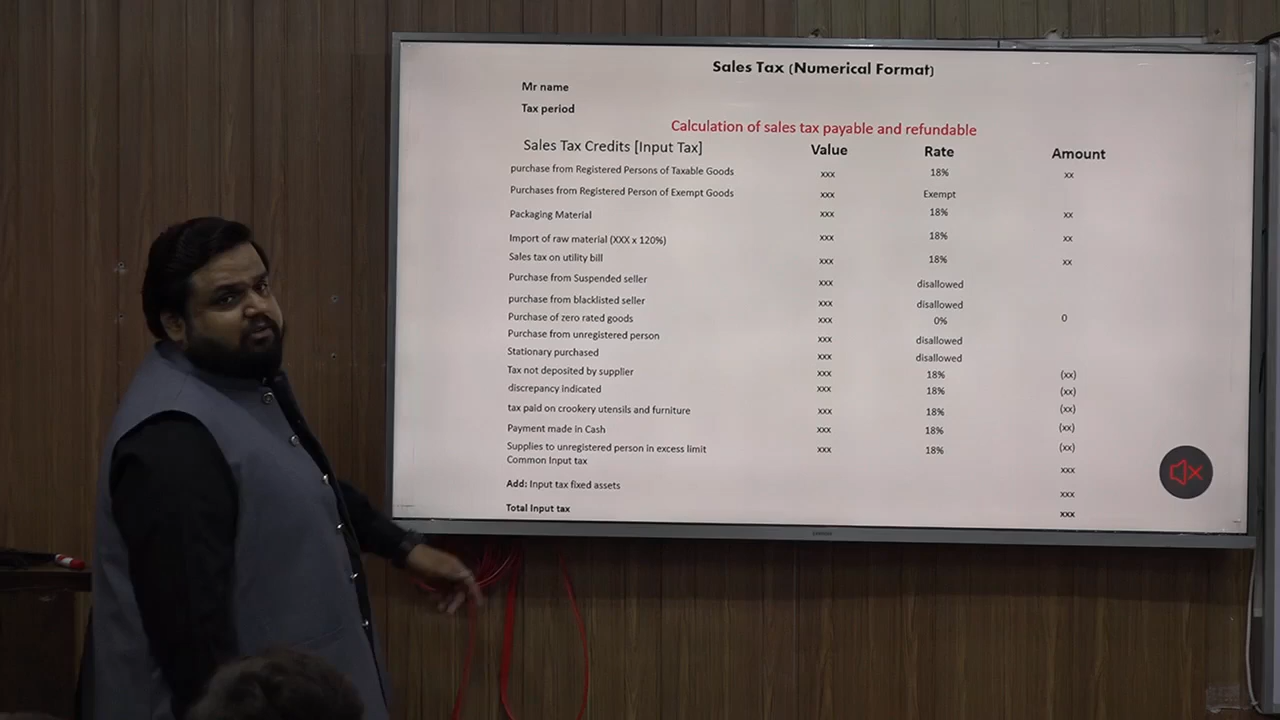 Sales Tax (Numerical Format)
Mr name
Tax period
Calculation of sales tax payable and refundable
Sales Tax Credits [Input Tax] Value Rate Amount
purchase from Registered Persons of Taxable Goods xxx 18% xx
Purchases from Registered Person of Exempt Goods xxx Exempt
Packaging Material xxx 18% xx
Import of raw material (XXX x 120%) xxx 18% xx
Sales tax on utility bill xxx 18% xx
Purchase from Suspended seller xxx disallowed
purchase from blacklisted seller xxx disallowed
Purchase of zero rated goods xxx 0% 0
Purchase from unregistered person xxx disallowed
Stationary purchased xxx disallowed
Tax not deposited by supplier xxx 18% (xx)
discrepancy indicated xxx 18% (xx)
tax paid on crookery utensils and furniture xxx 18% (xx)
Payment made in Cash xxx 18% (xx)
Supplies to unregistered person in excess limit xxx 18% (xx)
Common Input tax xxx
Add: Input tax fixed assets xxx
Total Input tax xxx